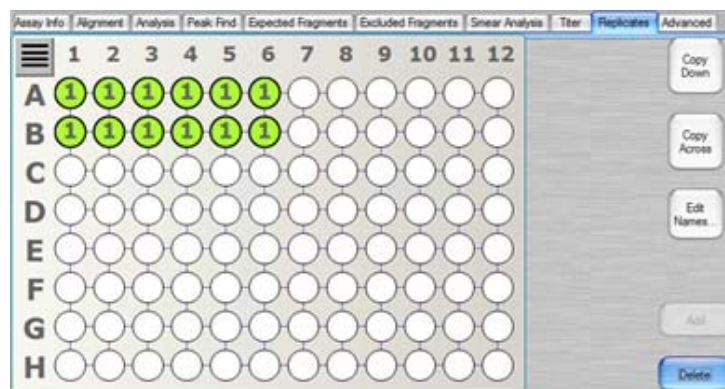 Assay Info Alignment Analysis Peak Find Expected Fragments Excluded Fragments Smear Analysis Titer Replicates Advanced
1 2 3 4 5 6 7 8 9 10 11 12
A 1 1 1 1 1 1
B 1 1 1 1 1 1
C
D
E
F
G
H
Copy
Down
Copy
Across
Edit
Names...
Add
Delete